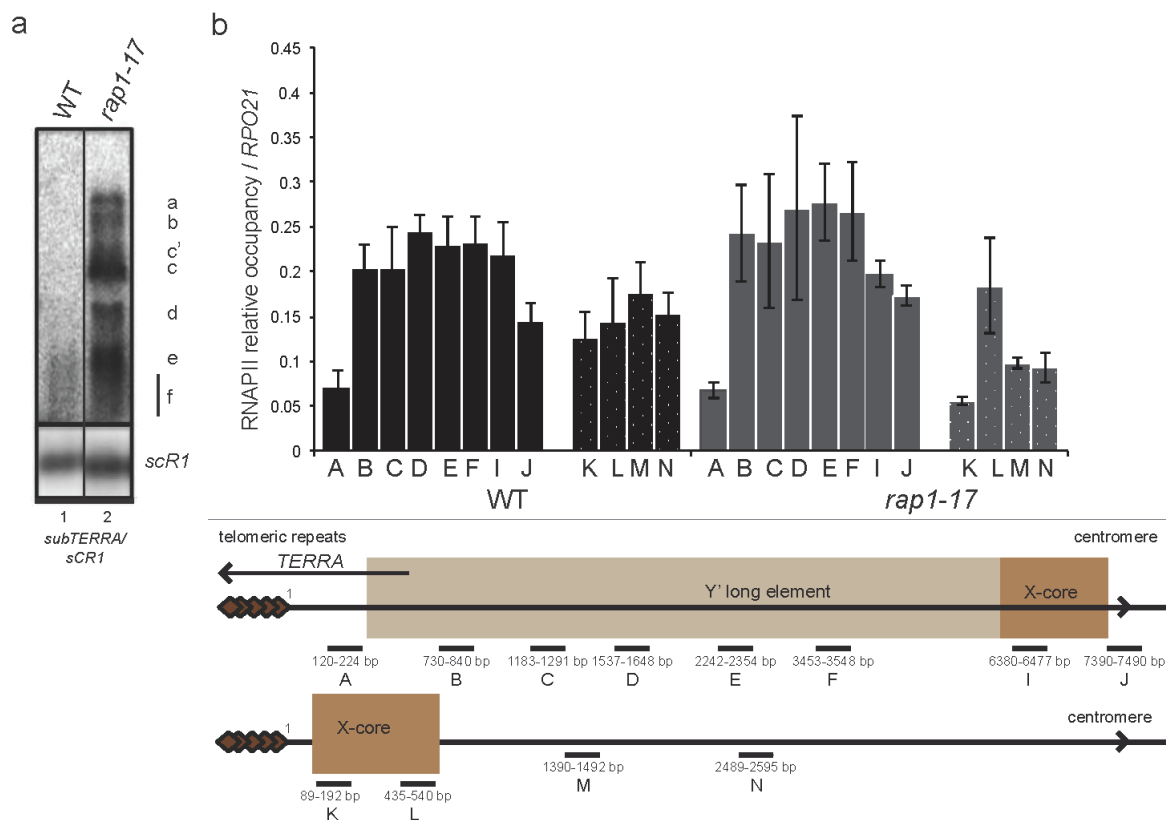 a
WT
rap1-17
a
b
c'
c
d
e
f
scR1
1 2
subTERRA/
sCR1
b
RNAPII relative occupancy / RPO21
0.45
0.4
0.35
0.3
0.25
0.2
0.15
0.1
0.05
0
A B C D E F I J K L M N
WT
A B C D E F I J K L M N
rap1-17
telomeric repeats
centromere
TERRA
1
Y' long element
X-core
120-224 bp
730-840 bp
1183-1291 bp
1537-1648 bp
2242-2354 bp
3453-3548 bp
6380-6477 bp
7390-7490 bp
A B C D E F I J
1
X-core
centromere
1390-1492 bp
2489-2595 bp
M N
89-192 bp
435-540 bp
K L